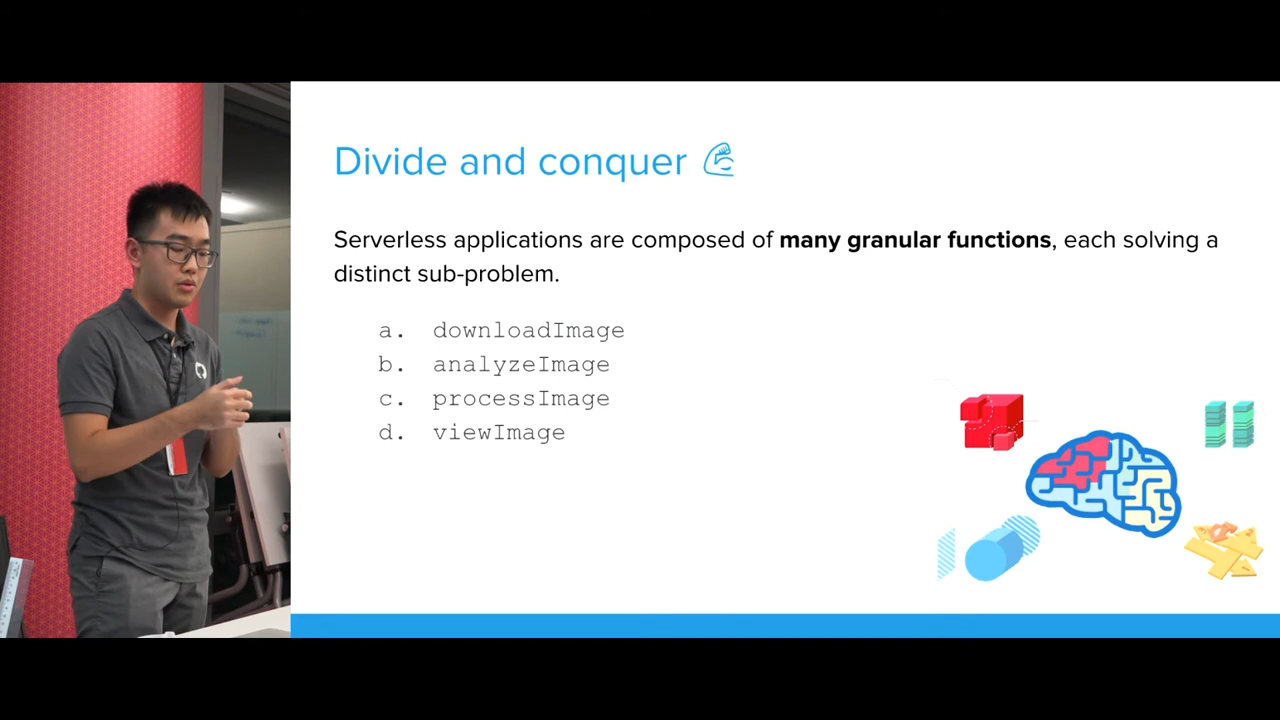 Divide and conquer 💪
Serverless applications are composed of many granular functions, each solving a
distinct sub-problem.
a. downloadImage
b. analyzeImage
c. processImage
d. viewImage